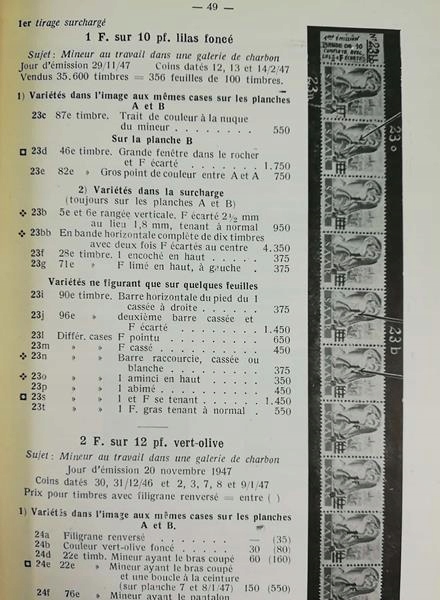 — 49 —
1er tirage surchargé
1 F. sur 10 pf. lilas foncé
Sujet : Mineur au travail dans une galerie de charbon
Jour d'émission 29/11/47 Coins datés 12, 13 et 14/2/47
Vendus 35.600 timbres = 356 feuilles de 100 timbres.
1) Variétés dans l'image aux mêmes cases sur les planches
A et B
23c 87e timbre. Trait de couleur à la nuque
du mineur . . . . . . . . 550
Sur la planche B
23d 46e timbre. Grande fenêtre dans le rocher
et F écarté . . . . . . 1.750
23e 82e » Gros point de couleur entre A et A 750
2) Variétés dans la surcharge
(toujours sur les planches A et B)
23b 5e et 6e rangée verticale. F écarté 2½ mm
au lieu 1,8 mm, tenant à normal 950
23bb En bande horizontale complète de dix timbres
avec deux fois F écartés au centre . 4.350
23f 28e timbre. 1 encoché en haut . . . . . 375
23g 71e » F limé en haut, à gauche . 375
Variétés ne figurant que sur quelques feuilles
23i 90e timbre. Barre horizontale du pied du 1
cassée à droite . . . . . . 375
23j 96e » deuxième barre cassée et
F écarté . . . . . . 1.450
23l Différ. cases F pointu . . . . . . 650
23m » » F cassé . . . . . . 450
23n » » Barre raccourcie, cassée ou
blanche . . . . . . 375
23o » » 1 aminci en haut . . . . 350
23p » » 1 abimé . . . . . . 450
23s » » 1 et F se tenant . . . . 1.450
23t » » 1 F. gras tenant à normal . 550
2 F. sur 12 pf. vert-olive
Sujet : Mineur au travail dans une galerie de charbon
Jour d'émission 20 novembre 1947
Coins datés 30, 31/12/46 et 2, 3, 7, 8 et 9/1/47
Prix pour timbres avec filigrane renversé = entre ( )
1) Variétés dans l'image aux mêmes cases sur les planches
A et B.
24a Filigrane renversé . . . . . . — (35)
24b Couleur vert-olive foncé . . . . 30 (80)
24d 22e timb. Mineur ayant le bras coupé 60 (160)
24e 22e » Mineur ayant le bras coupé
et une boucle à la ceinture
(sur planche 7 et 8/1/47) 150 (550)
24f 76e » Mineur ayant le pantalon
No 23bb
23n
23o
23b